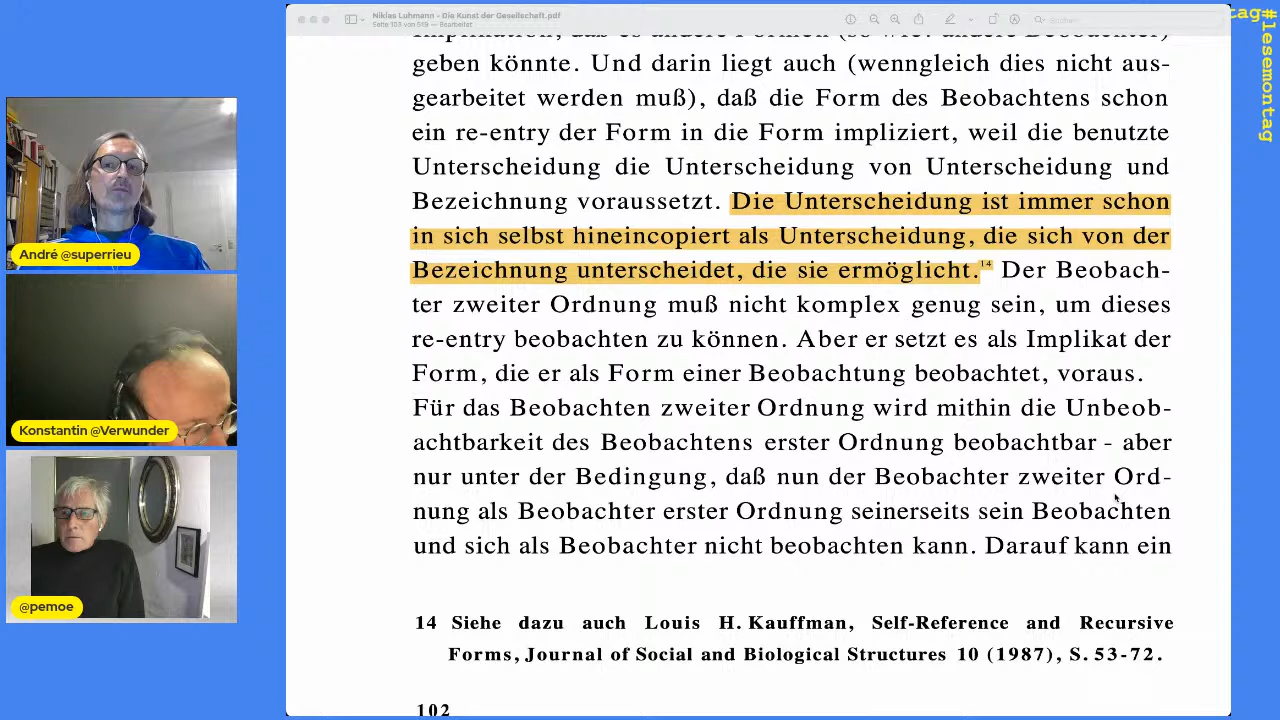 Niklas Luhmann - Die Kunst der Gesellschaft.pdf
Seite 103 von 519 — Bearbeitet
Suchen
tag#lesemontag
geben könnte. Und darin liegt auch (wenngleich dies nicht aus-
gearbeitet werden muß), daß die Form des Beobachtens schon
ein re-entry der Form in die Form impliziert, weil die benutzte
Unterscheidung die Unterscheidung von Unterscheidung und
Bezeichnung voraussetzt. Die Unterscheidung ist immer schon
in sich selbst hineincopiert als Unterscheidung, die sich von der
Bezeichnung unterscheidet, die sie ermöglicht.14 Der Beobach-
ter zweiter Ordnung muß nicht komplex genug sein, um dieses
re-entry beobachten zu können. Aber er setzt es als Implikat der
Form, die er als Form einer Beobachtung beobachtet, voraus.
Für das Beobachten zweiter Ordnung wird mithin die Unbeob-
achtbarkeit des Beobachtens erster Ordnung beobachtbar - aber
nur unter der Bedingung, daß nun der Beobachter zweiter Ord-
nung als Beobachter erster Ordnung seinerseits sein Beobachten
und sich als Beobachter nicht beobachten kann. Darauf kann ein
14 Siehe dazu auch Louis H. Kauffman, Self-Reference and Recursive
Forms, Journal of Social and Biological Structures 10 (1987), S. 53-72.
102
André @superrieu
Konstantin @Verwunder
@pemoe